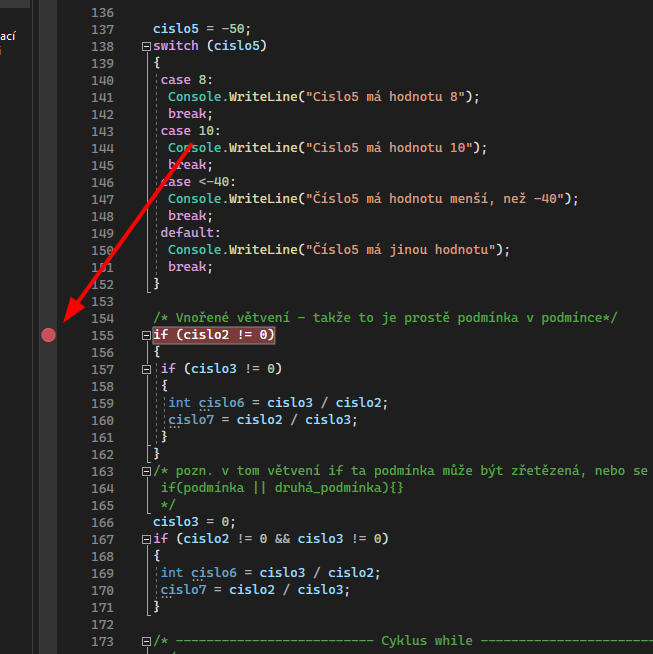 ací
136
137 cislo5 = -50;
138 switch (cislo5)
139 {
140 case 8:
141 Console.WriteLine("Cislo5 má hodnotu 8");
142 break;
143 case 10:
144 Console.WriteLine("Cislo5 má hodnotu 10");
145 break;
146 case <-40:
147 Console.WriteLine("Číslo5 má hodnotu menší, než -40");
148 break;
149 default:
150 Console.WriteLine("Číslo5 má jinou hodnotu");
151 break;
152 }
153
154 /* Vnořené větvení - takže to je prostě podmínka v podmínce*/
155 if (cislo2 != 0)
156 {
157 if (cislo3 != 0)
158 {
159 int cislo6 = cislo3 / cislo2;
160 cislo7 = cislo2 / cislo3;
161 }
162 }
163 /* pozn. v tom větvení if ta podmínka může být zřetězená, nebo se
164 if(podmínka || druhá_podmínka){}
165 */
166 cislo3 = 0;
167 if (cislo2 != 0 && cislo3 != 0)
168 {
169 int cislo6 = cislo3 / cislo2;
170 cislo7 = cislo2 / cislo3;
171 }
172
173 /* -------------------------- Cyklus while -----------------------